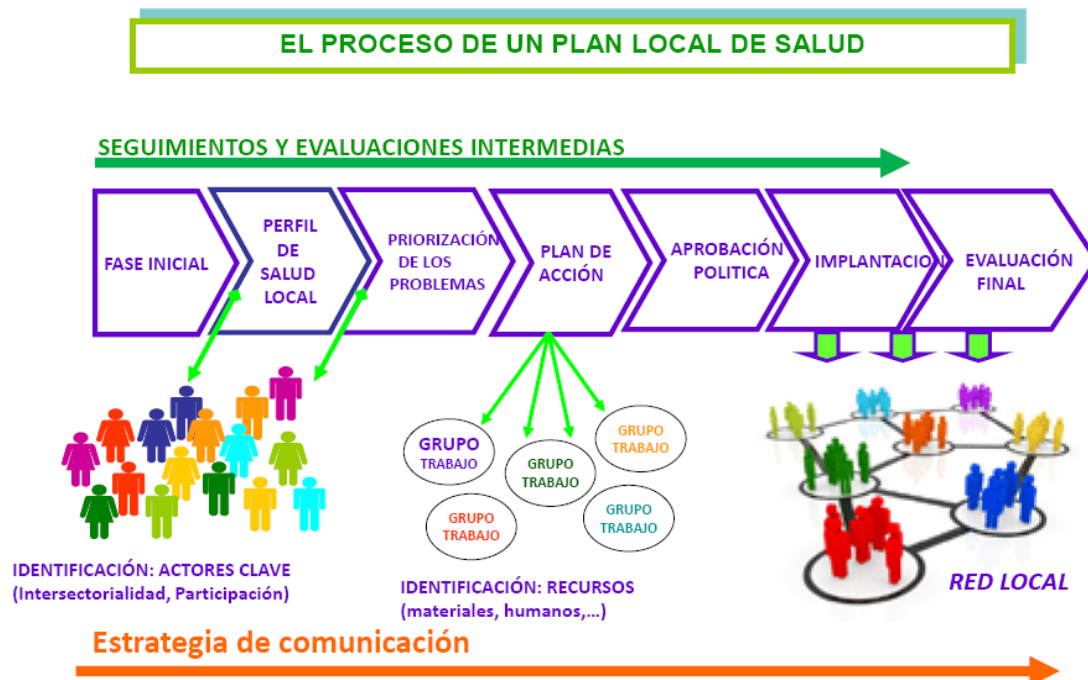 EL PROCESO DE UN PLAN LOCAL DE SALUD
SEGUIMIENTOS Y EVALUACIONES INTERMEDIAS
FASE INICIAL
PERFIL
DE
SALUD
LOCAL
PRIORIZACIÓN
DE LOS
PROBLEMAS
PLAN DE
ACCIÓN
APROBACIÓN
POLITICA
IMPLANTACION
EVALUACIÓN
FINAL
GRUPO
TRABAJO
GRUPO
TRABAJO
GRUPO
TRABAJO
GRUPO
TRABAJO
GRUPO
TRABAJO
IDENTIFICACIÓN: ACTORES CLAVE
(Intersectorialidad, Participación)
IDENTIFICACIÓN: RECURSOS
(materiales, humanos,...)
RED LOCAL
Estrategia de comunicación